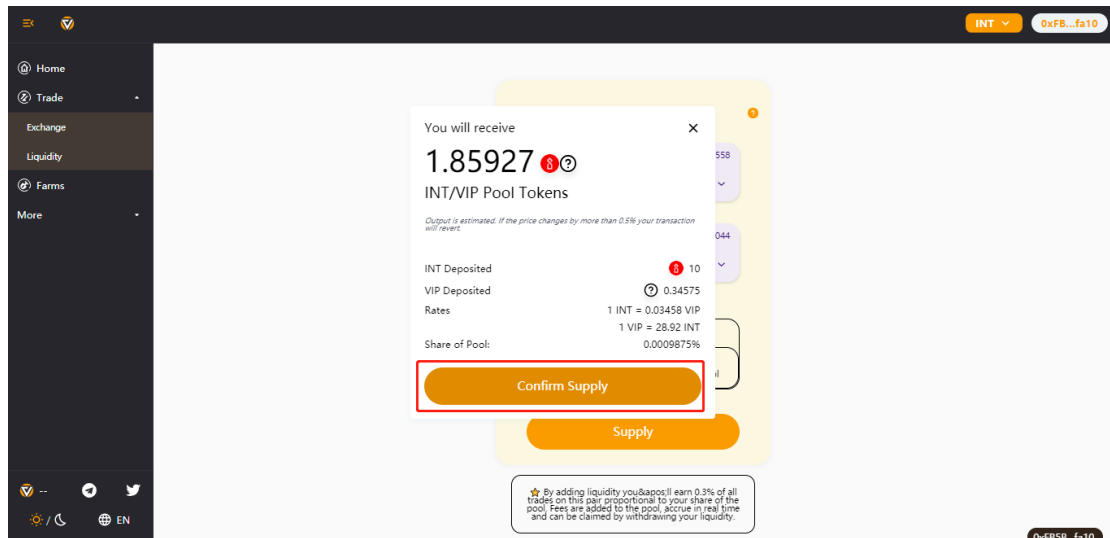 INT
0xFB...fa10
Home
Trade
Exchange
Liquidity
Farms
More
--
/
EN
You will receive
1.85927
INT/VIP Pool Tokens
Output is estimated. If the price changes by more than 0.5% your transaction
will revert.
INT Deposited
10
VIP Deposited
0.34575
Rates
1 INT = 0.03458 VIP
1 VIP = 28.92 INT
Share of Pool:
0.0009875%
Confirm Supply
558
044
Supply
By adding liquidity you&apos;ll earn 0.3% of all
trades on this pair proportional to your share of the
pool. Fees are added to the pool, accrue in real time
and can be claimed by withdrawing your liquidity.